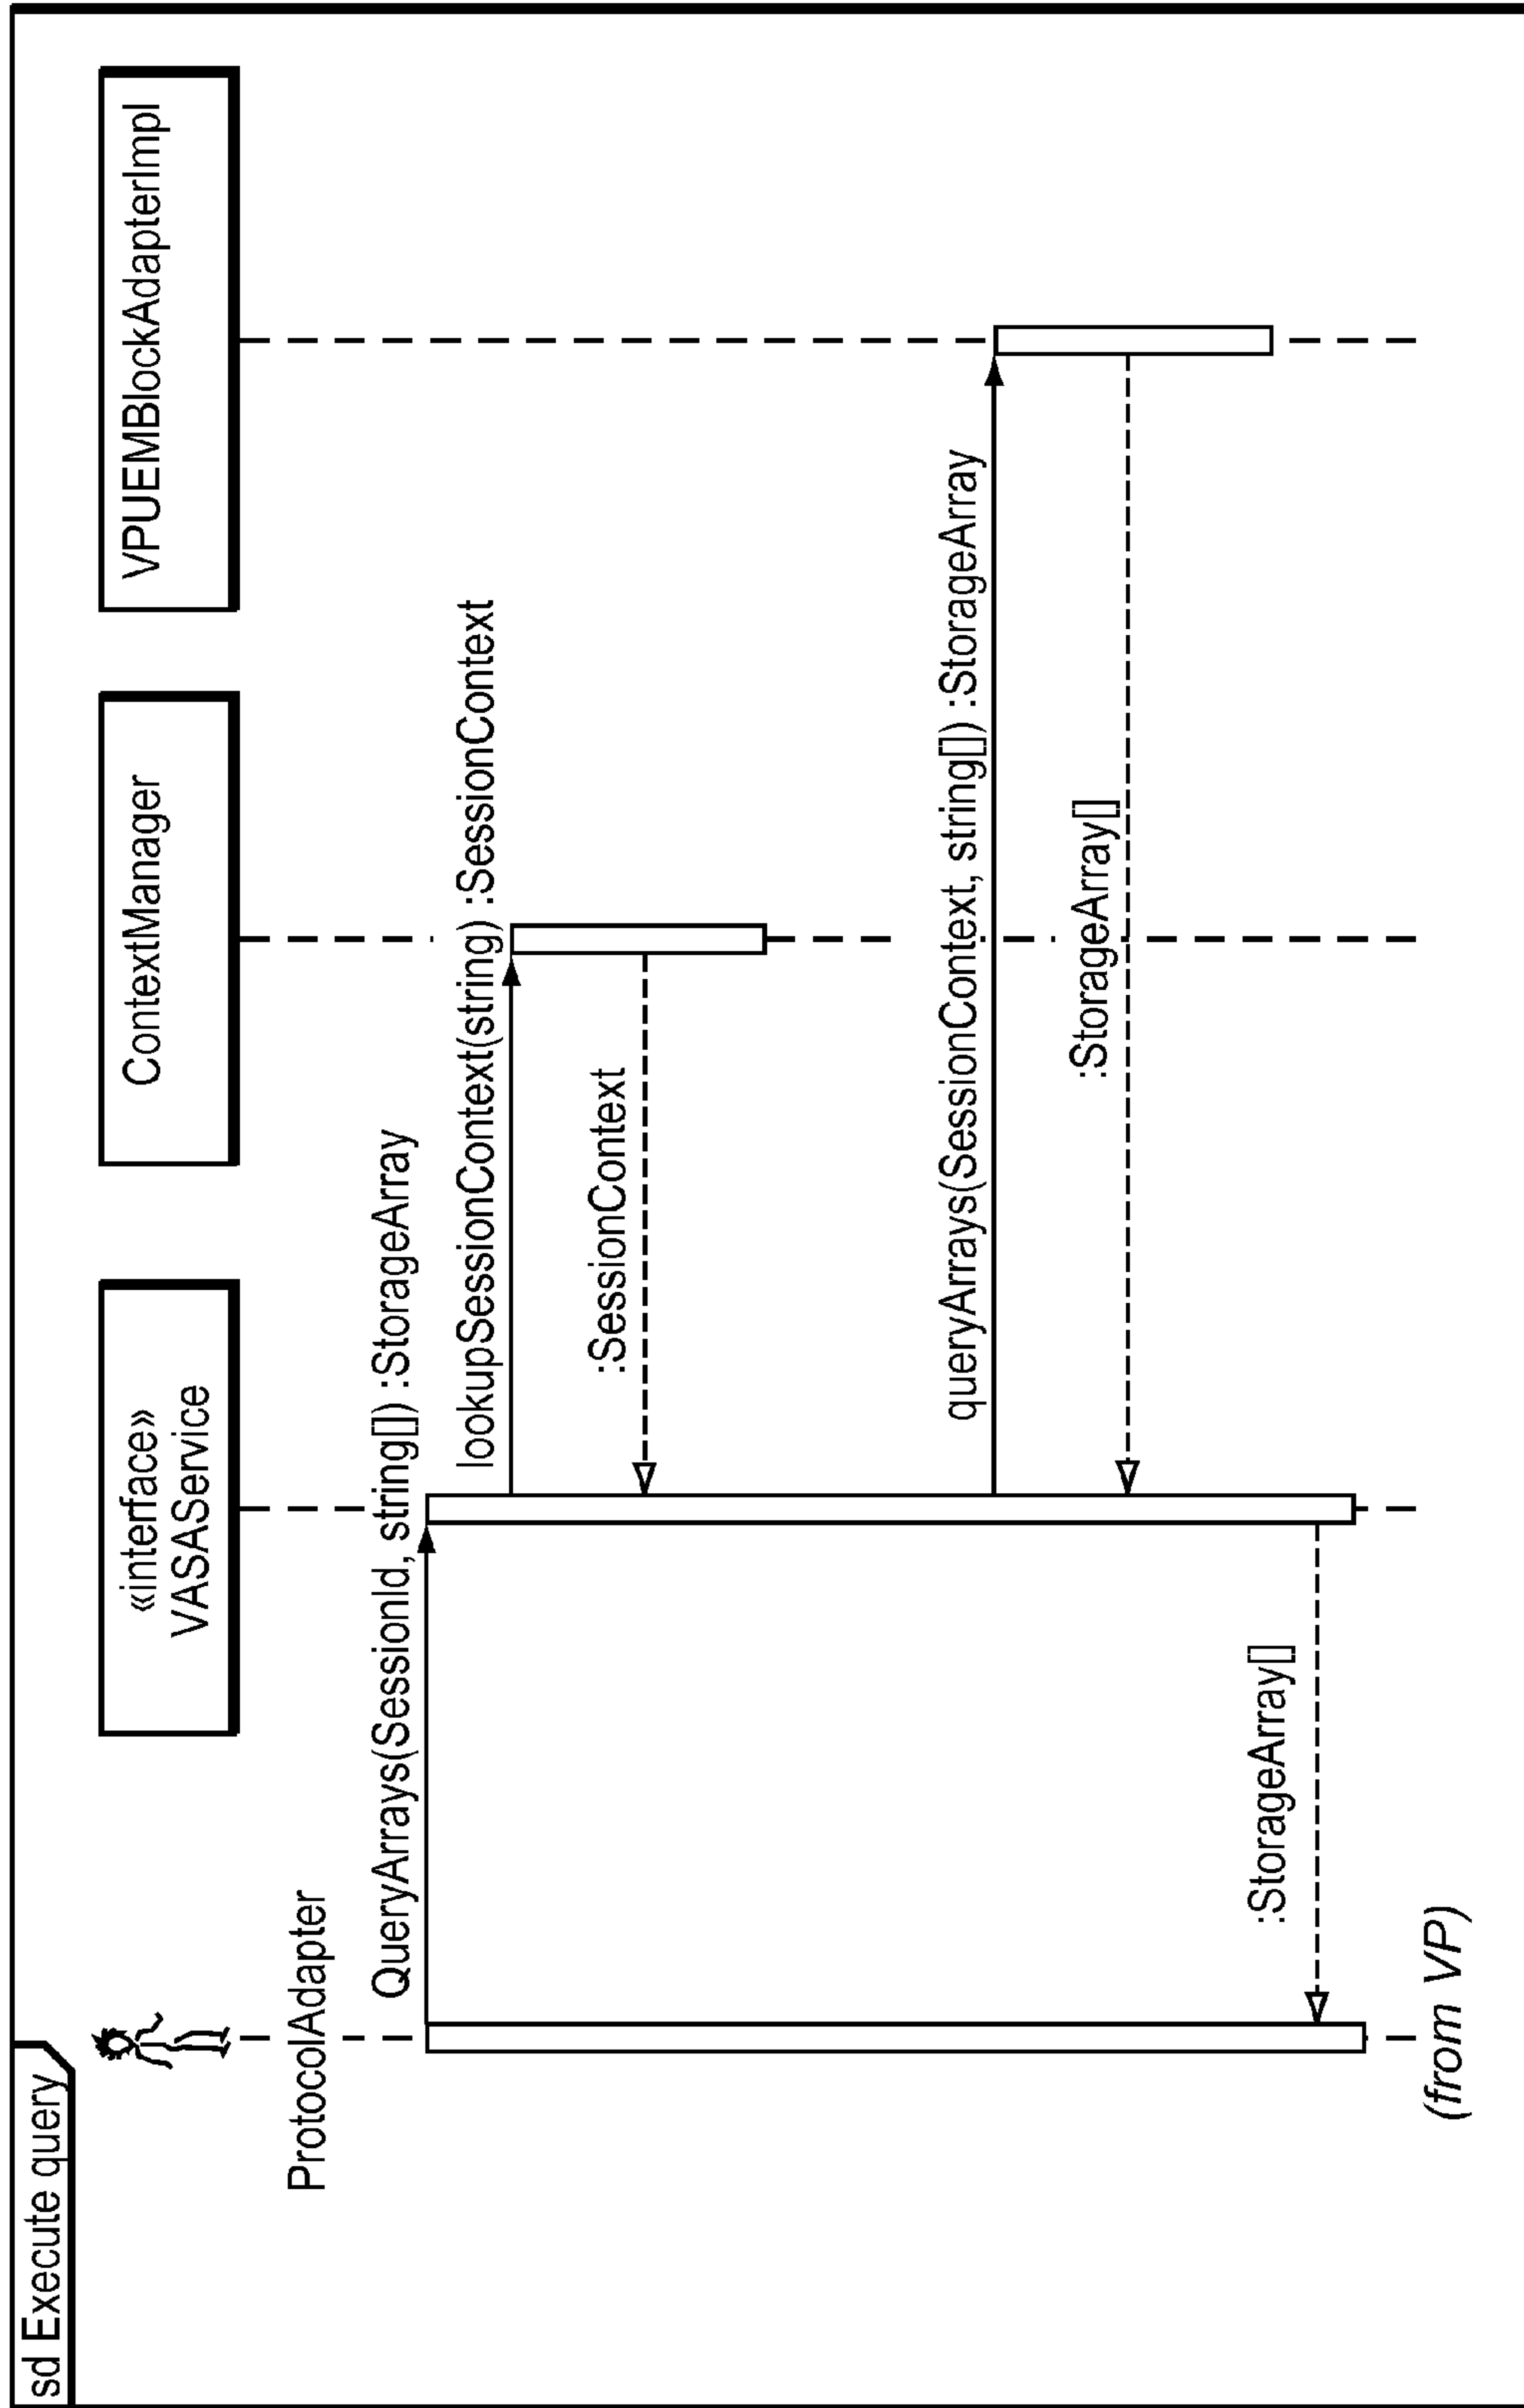 sd Execute query
ProtocolAdapter
«interface»
VASAService
ContextManager
VPUEMBlockAdapterImpl
QueryArrays(SessionId, string[]) :StorageArray
lookupSessionContext(string) :SessionContext
:SessionContext
queryArrays(SessionContext, string[]) :StorageArray
:StorageArray[]
:StorageArray[]
(from VP)